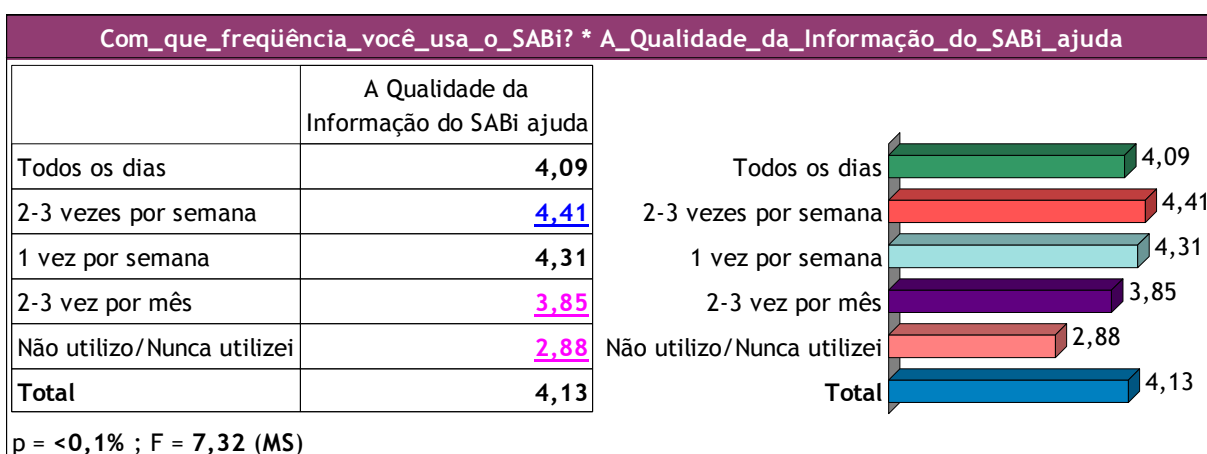 Com_que_freqüência_você_usa_o_SABi? * A_Qualidade_da_Informação_do_SABi_ajuda
A Qualidade da
Informação do SABi ajuda
Todos os dias 4,09
2-3 vezes por semana 4,41
1 vez por semana 4,31
2-3 vez por mês 3,85
Não utilizo/Nunca utilizei 2,88
Total 4,13
Todos os dias 4,09
2-3 vezes por semana 4,41
1 vez por semana 4,31
2-3 vez por mês 3,85
Não utilizo/Nunca utilizei 2,88
Total 4,13
p = <0,1% ; F = 7,32 (MS)